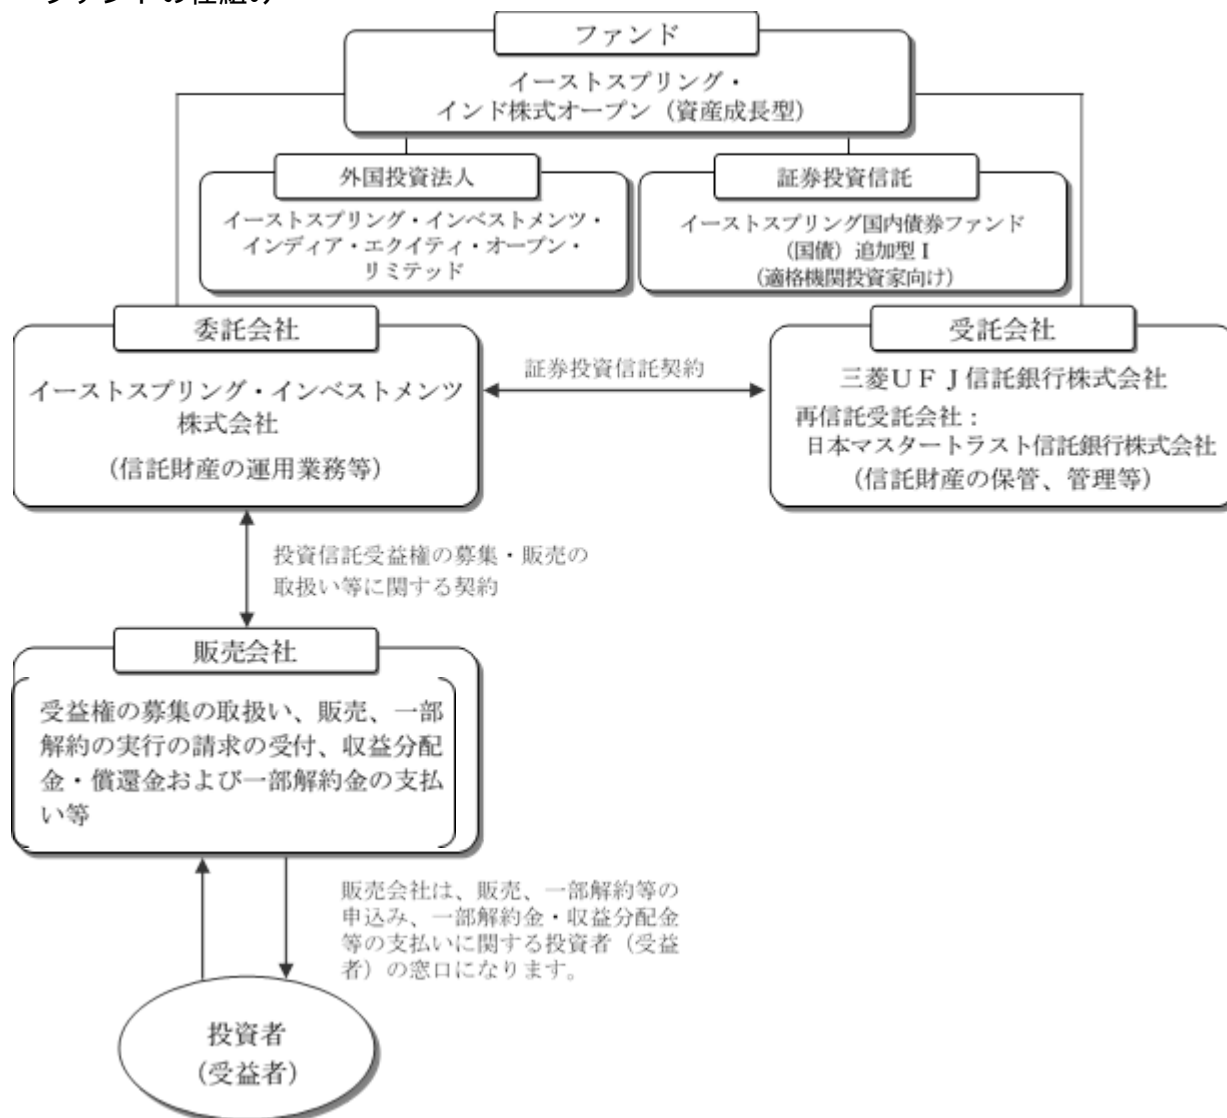 ファンドの仕組み
ファンド
イーストスプリング・
インド株式オープン（資産成長型）
外国投資法人
イーストスプリング・インベストメンツ・
インディア・エクイティ・オープン・
リミテッド
証券投資信託
イーストスプリング国内債券ファンド
（国債）追加型Ⅰ
（適格機関投資家向け）
委託会社
イーストスプリング・インベストメンツ
株式会社
（信託財産の運用業務等）
証券投資信託契約
受託会社
三菱ＵＦＪ信託銀行株式会社
再信託受託会社：
日本マスタートラスト信託銀行株式会社
（信託財産の保管、管理等）
投資信託受益権の募集・販売の
取扱い等に関する契約
販売会社
受益権の募集の取扱い、販売、一部
解約の実行の請求の受付、収益分配
金・償還金および一部解約金の支払
い等
販売会社は、販売、一部解約等の
申込み、一部解約金・収益分配金
等の支払いに関する投資者（受益
者）の窓口になります。
投資者
（受益者）